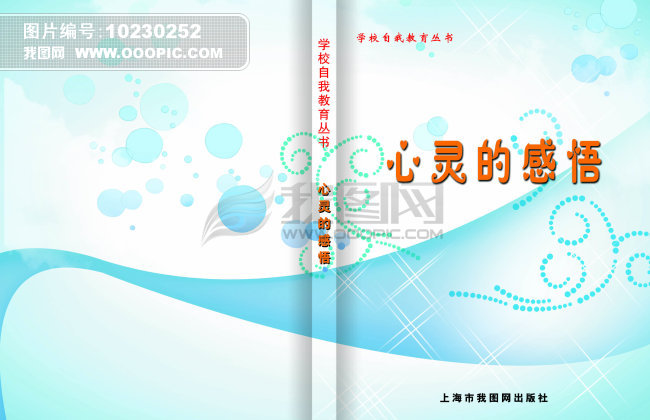 图片编号:10230252
我图网 www.OOOPIC.com
学校自我教育丛书
心灵的感悟
学校自我教育丛书
心灵的感悟
我图网
www.ooopic.com
上海市我图网出版社